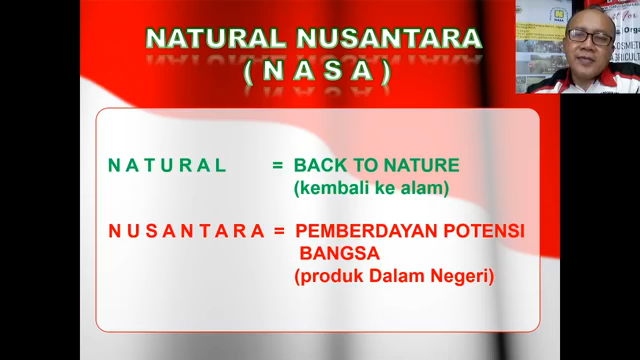 NATURAL NUSANTARA
( N A S A )
N A T U R A L = BACK TO NATURE
(kembali ke alam)
N U S A N T A R A = PEMBERDAYAN POTENSI
BANGSA
(produk Dalam Negeri)